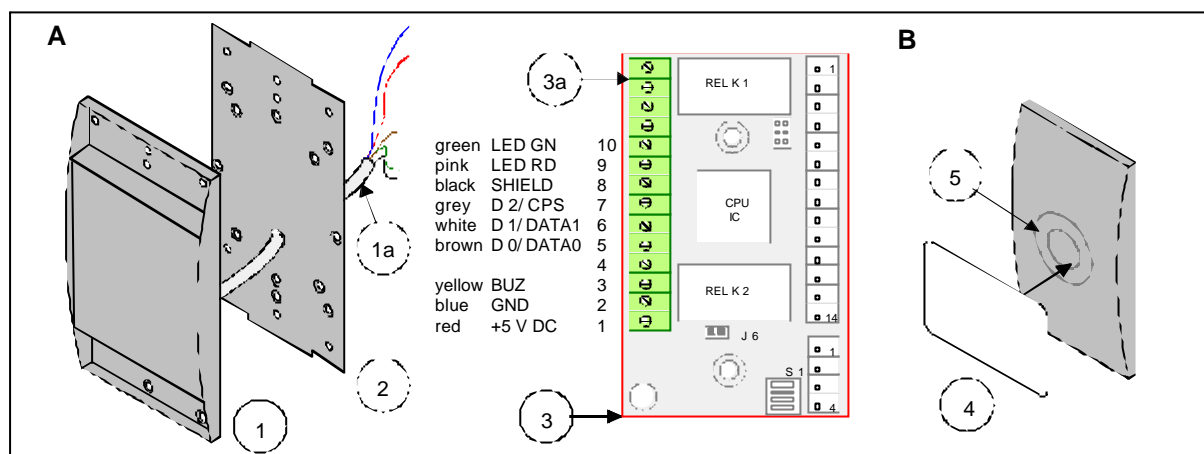 A
B
3a
REL K 1
1
green LED GN 10
pink LED RD 9
black SHIELD 8
grey D 2/ CPS 7
white D 1/ DATA1 6
brown D 0/ DATA0 5
4
yellow BUZ 3
blue GND 2
red +5 V DC 1
CPU
IC
REL K 2
14
J 6
1
S 1
4
1a
2
1
3
5
4